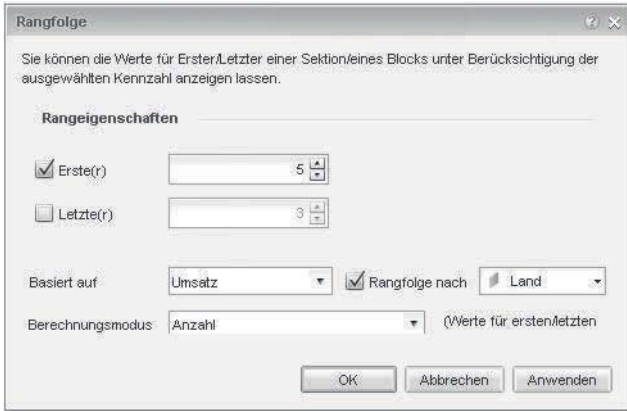 Rangfolge
Sie können die Werte für Erster/Letzter einer Sektion/eines Blocks unter Berücksichtigung der
ausgewählten Kennzahl anzeigen lassen.
Rangeigenschaften
Erste(r) 5
Letzte(r) 3
Basiert auf Umsatz Rangfolge nach Land
Berechnungsmodus Anzahl (Werte für ersten/letzten
OK Abbrechen Anwenden